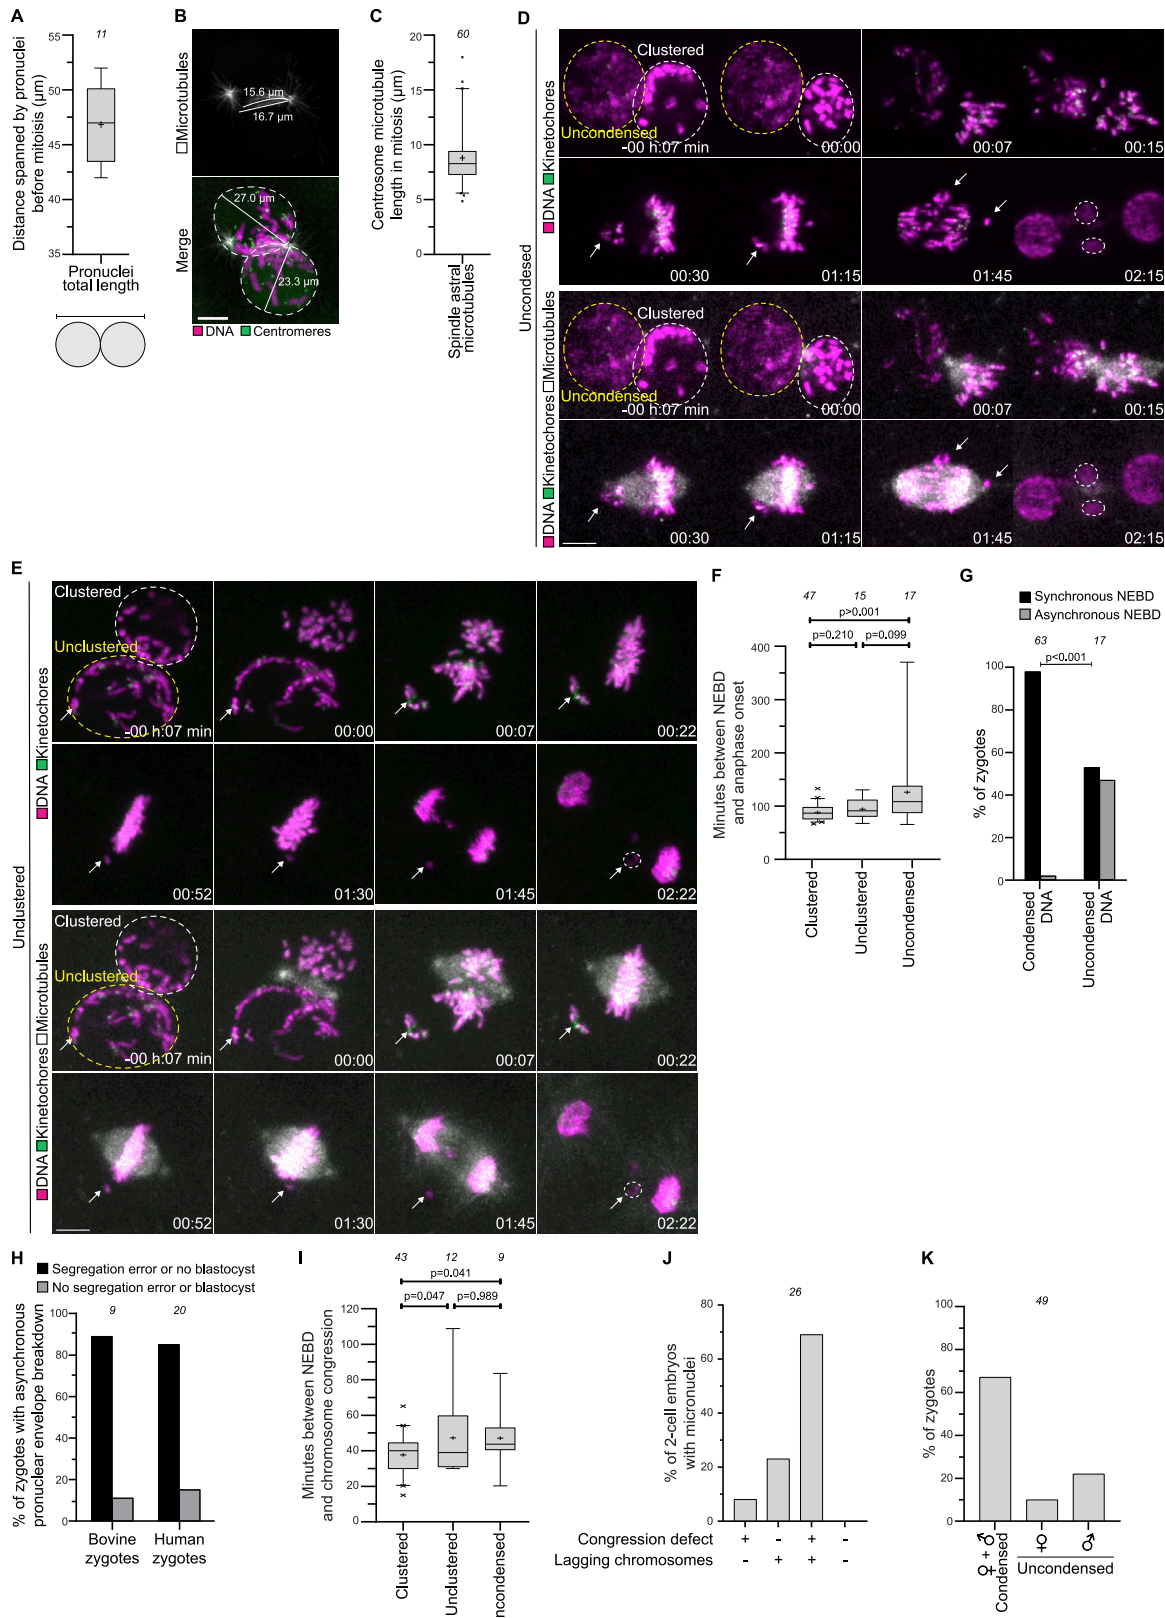 A
11
Distance spanned by pronuclei
before mitosis (µm)
55
50
45
40
35
Pronuclei
total length
B
Microtubules
15.6 µm
16.7 µm
Merge
27.0 µm
23.3 µm
DNA Centromeres
C
60
Centrosome microtubule
length in mitosis (µm)
20
15
10
5
0
Spindle astral
microtubules
D
Uncondesed
DNA Kinetochores
Clustered
Uncondensed
-00 h:07 min
00:00
00:07
00:15
00:30
01:15
01:45
02:15
DNA Kinetochores Microtubules
Clustered
Uncondensed
-00 h:07 min
00:00
00:07
00:15
00:30
01:15
01:45
02:15
E
Unclustered
DNA Kinetochores
Clustered
Unclustered
-00 h:07 min
00:00
00:07
00:22
00:52
01:30
01:45
02:22
DNA Kinetochores Microtubules
Clustered
Unclustered
-00 h:07 min
00:00
00:07
00:22
00:52
01:30
01:45
02:22
F
47 15 17
p>0.001
p=0.210 p=0.099
Minutes between NEBD
and anaphase onset
400
300
200
100
0
Clustered
Unclustered
Uncondensed
G
Synchronous NEBD
Asynchronous NEBD
63 17
p<0.001
% of zygotes
100
80
60
40
20
0
Condensed
DNA
Uncondensed
DNA
H
Segregation error or no blastocyst
No segregation error or blastocyst
9 20
% of zygotes with asynchronous
pronuclear envelope breakdown
100
80
60
40
20
0
Bovine
zygotes
Human
zygotes
I
43 12 9
p=0.041
p=0.047 p=0.989
Minutes between NEBD
and chromosome congression
120
100
80
60
40
20
0
Clustered
Unclustered
ncondensed
J
26
% of 2-cell embryos
with micronuclei
80
60
40
20
0
Congression defect + - + -
Lagging chromosomes - + + -
K
49
% of zygotes
80
60
40
20
0
♀+♂
Condensed
♀ ♂
Uncondensed